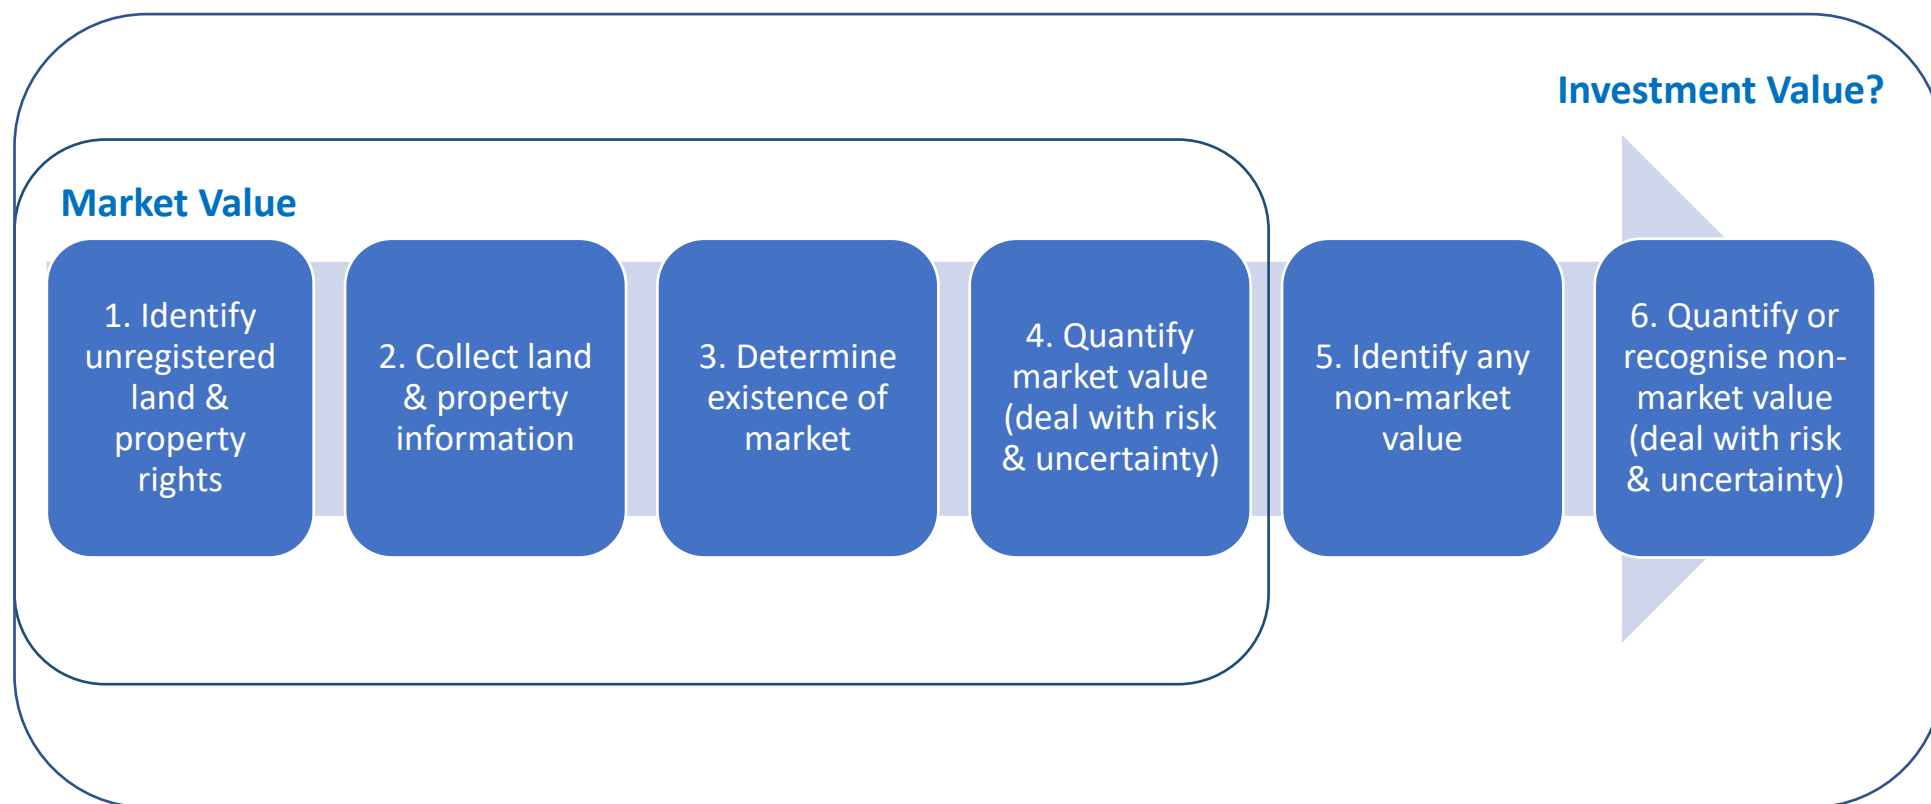 Investment Value?
Market Value
1. Identify
unregistered
land &
property
rights
2. Collect land
& property
information
3. Determine
existence of
market
4. Quantify
market value
(deal with risk
& uncertainty)
5. Identify any
non-market
value
6. Quantify or
recognise non-
market value
(deal with risk
& uncertainty)